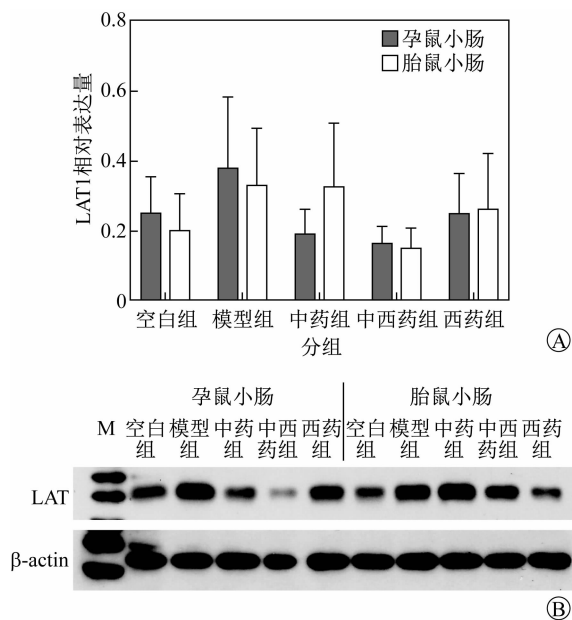 LAT1相对表达量
0.8
0.6
0.4
0.2
0
孕鼠小肠
胎鼠小肠
空白组 模型组 中药组 中西药组 西药组
分组
A
孕鼠小肠 胎鼠小肠
M 空白 模型 中药 中西 西药 空白 模型 中药 中西 西药
组 组 组 药组 组 组 组 组 药组 组
LAT
β-actin
B